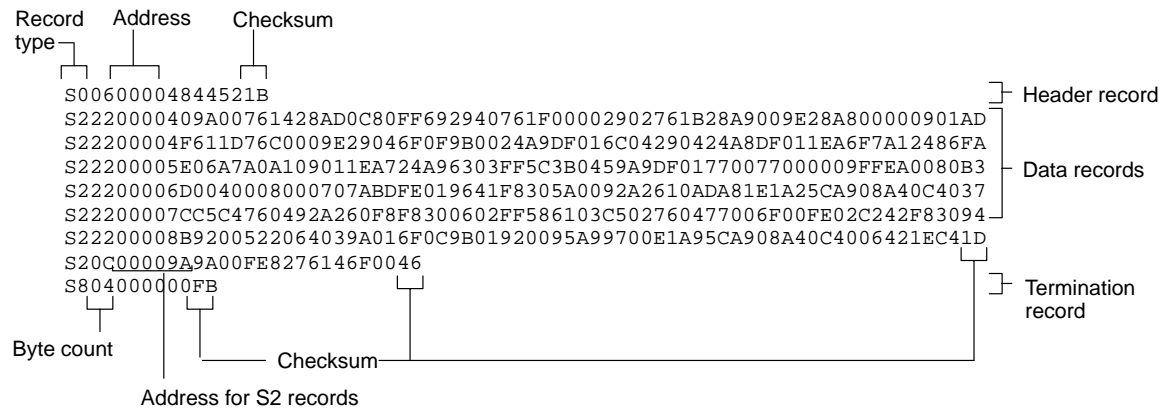 Record type
Address
Checksum
S00600004844521B
Header record
S2220000409A00761428AD0C80FF692940761F00002902761B28A9009E28A800000901AD
S22200004F611D76C0009E29046F0F9B0024A9DF016C04290424A8DF011EA6F7A12486FA
S22200005E06A7A0A109011EA724A96303FF5C3B0459A9DF01770077000009FFEA0080B3
Data records
S22200006D0040008000707ABDFE019641F8305A0092A2610ADA81E1A25CA908A40C4037
S22200007CC5C4760492A260F8F8300602FF586103C502760477006F00FE02C242F83094
S22200008B9200522064039A016F0C9B01920095A99700E1A95CA908A40C4006421EC41D
S20C00009A9A00FE8276146F0046
S804000000FB
Termination record
Byte count
Checksum
Address for S2 records